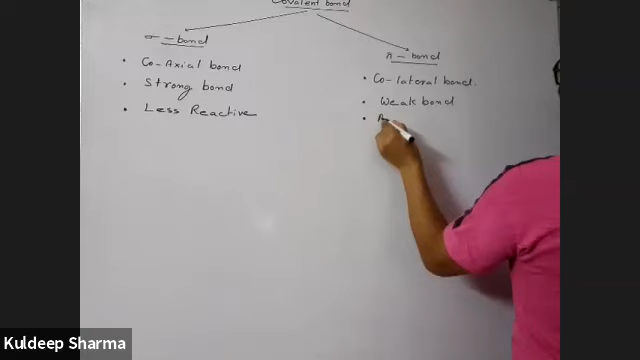 Covalent bond
σ - bond
• Co-Axial bond
• Strong bond
• Less Reactive
π - bond
• Co-lateral bond.
• Weak bond
•
Kuldeep Sharma